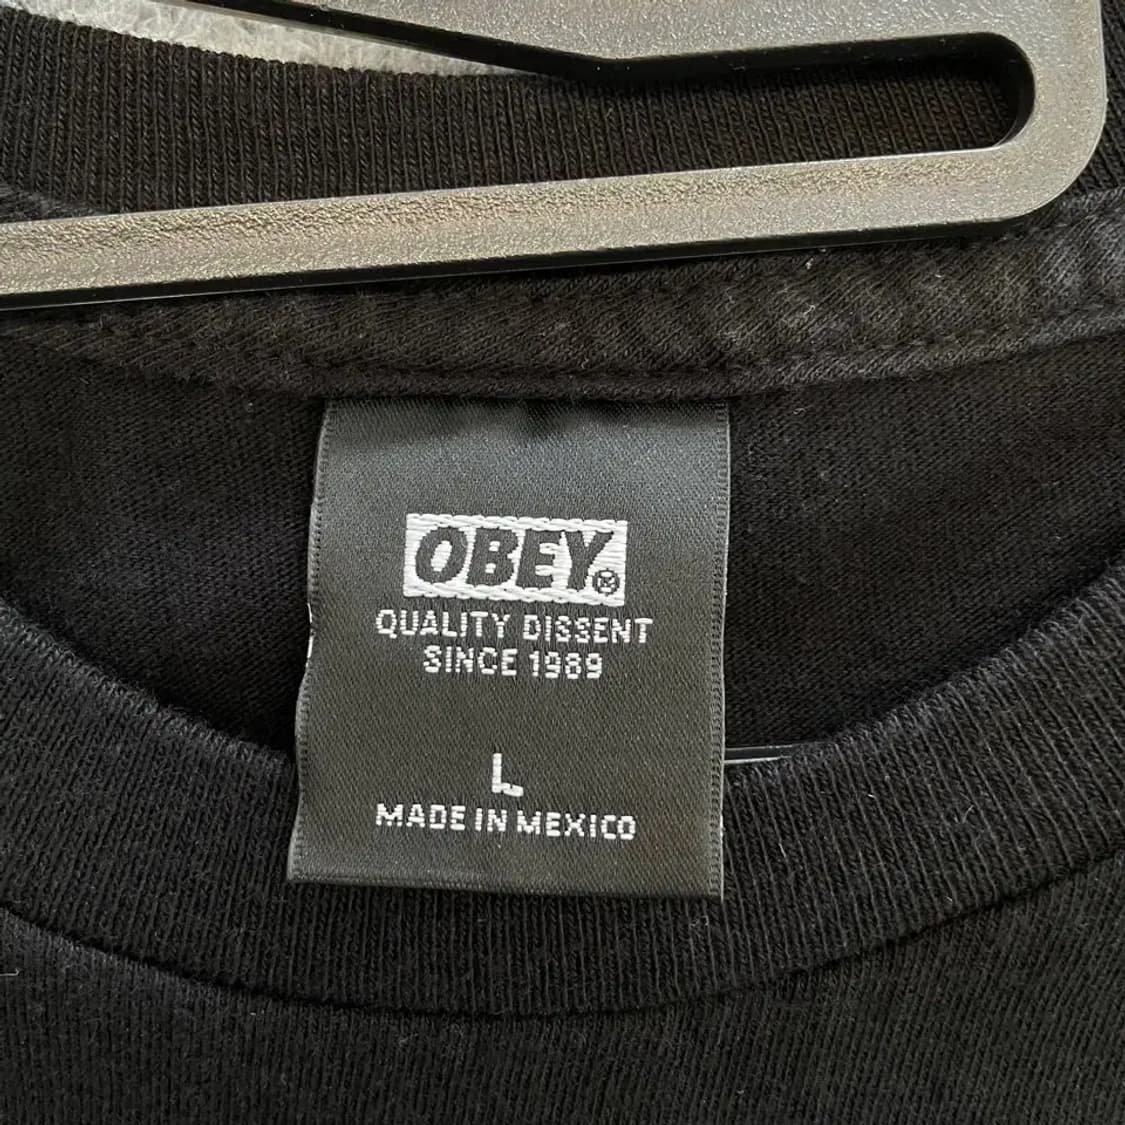 OBEY®
QUALITY DISSENT
SINCE 1989
L
MADE IN MEXICO